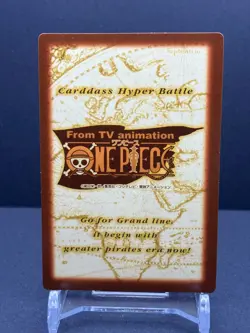 Carddass Hyper Battle
From TV animation
ワンピース
ONE PIECE
Go for Grand line.
it begin with
greater pirates era now!